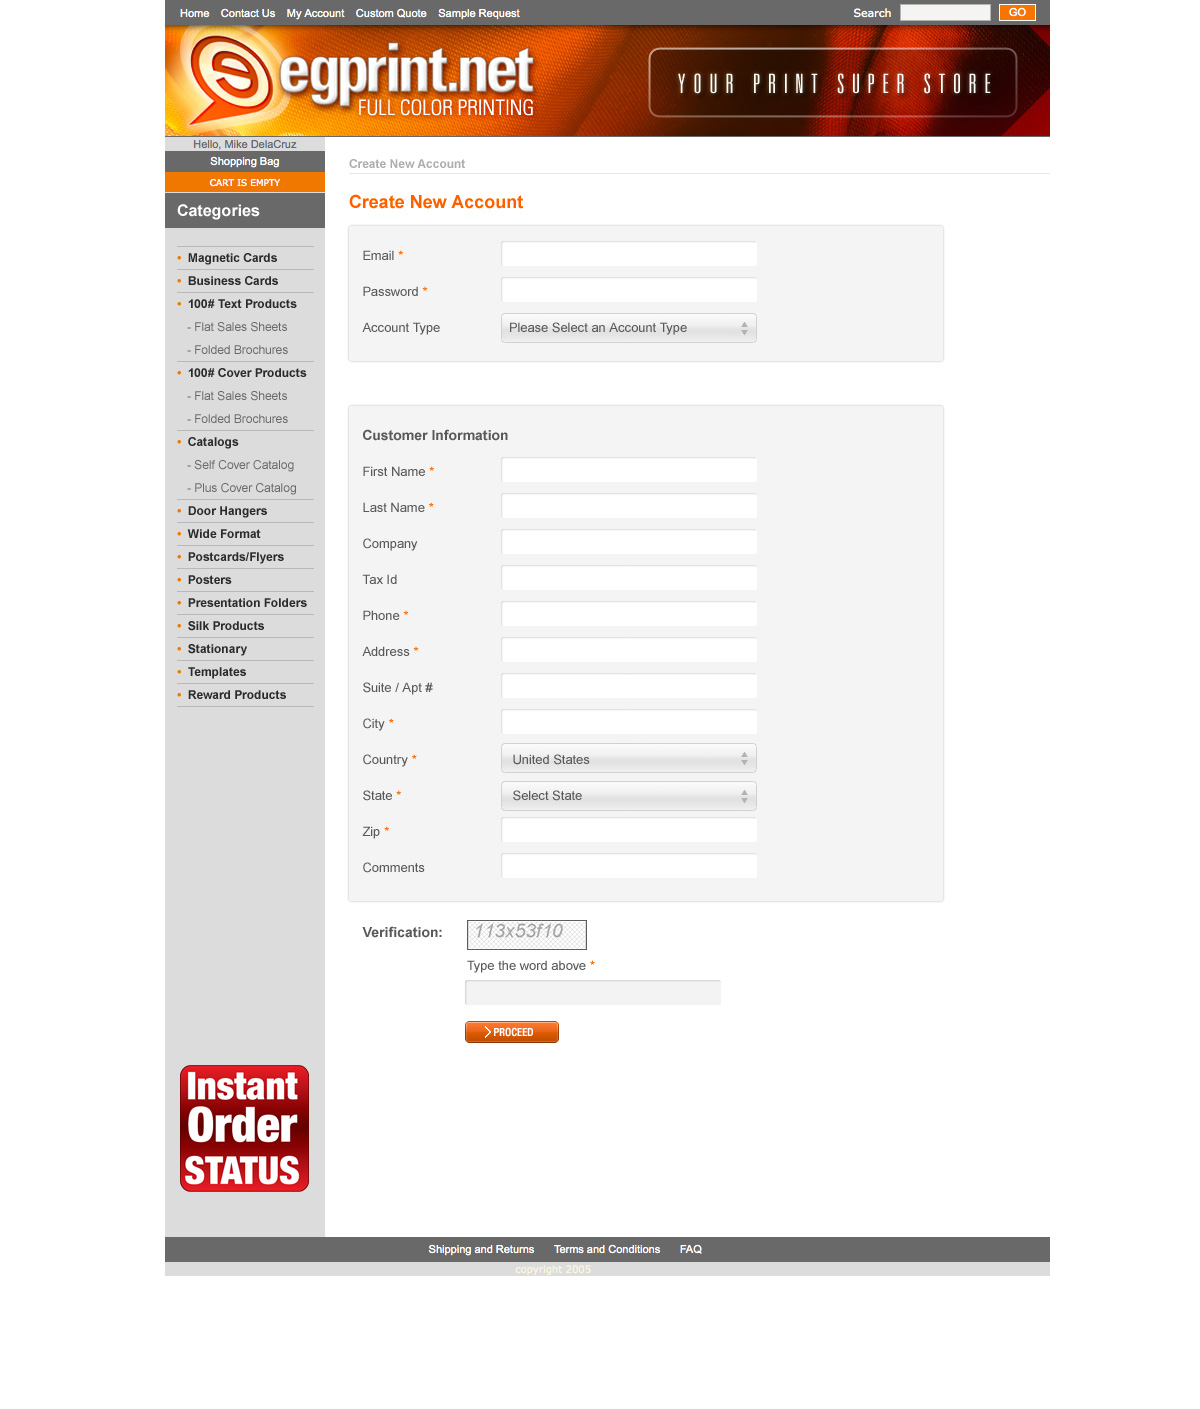 Home Contact Us My Account Custom Quote Sample Request Search GO
egprint.net
FULL COLOR PRINTING
YOUR PRINT SUPER STORE
Hello, Mike DelaCruz
Shopping Bag
CART IS EMPTY
Categories
• Magnetic Cards
• Business Cards
• 100# Text Products
- Flat Sales Sheets
- Folded Brochures
• 100# Cover Products
- Flat Sales Sheets
- Folded Brochures
• Catalogs
- Self Cover Catalog
- Plus Cover Catalog
• Door Hangers
• Wide Format
• Postcards/Flyers
• Posters
• Presentation Folders
• Silk Products
• Stationary
• Templates
• Reward Products
Instant
Order
STATUS
Create New Account
Create New Account
Email *
Password *
Account Type Please Select an Account Type
Customer Information
First Name *
Last Name *
Company
Tax Id
Phone *
Address *
Suite / Apt #
City *
Country * United States
State * Select State
Zip *
Comments
Verification: 113x53f10
Type the word above *
PROCEED
Shipping and Returns Terms and Conditions FAQ
copyright 2005